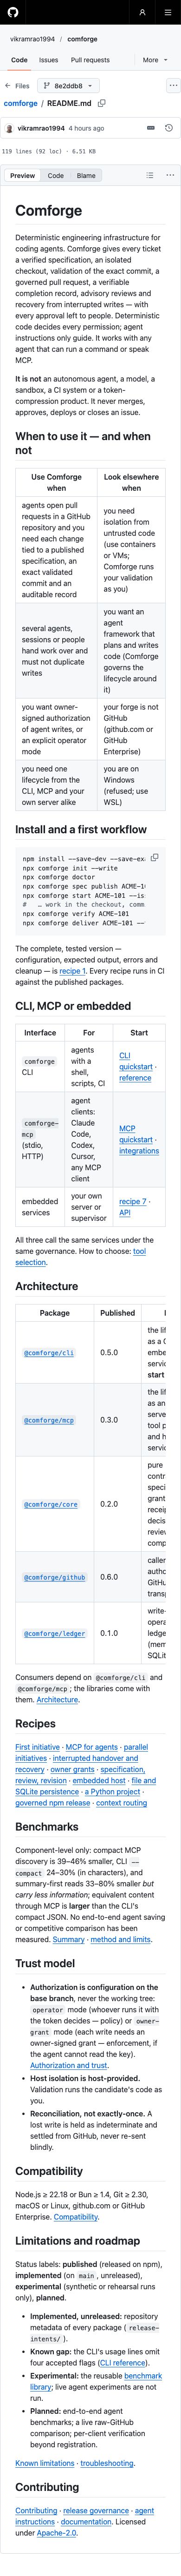 vikramrao1994 / comforge
Code Issues Pull requests More
Files 8e2ddb8
comforge / README.md
vikramrao1994 4 hours ago
119 lines (92 loc) · 6.51 KB
Preview Code Blame
Comforge
Deterministic engineering infrastructure for
coding agents. Comforge gives every ticket
a verified specification, an isolated
checkout, validation of the exact commit, a
governed pull request, a verifiable
completion record, advisory reviews and
recovery from interrupted writes — with
every approval left to people. Deterministic
code decides every permission; agent
instructions only guide. It works with any
agent that can run a command or speak
MCP.
It is not an autonomous agent, a model, a
sandbox, a CI system or a token-
compression product. It never merges,
approves, deploys or closes an issue.
When to use it — and when
not
Use Comforge
when
Look elsewhere
when
agents open pull
requests in a GitHub
repository and you
need each change
tied to a published
specification, an
exact validated
commit and an
auditable record
you need
isolation from
untrusted code
(use containers
or VMs;
Comforge runs
your validation
as you)
several agents,
sessions or people
hand work over and
must not duplicate
writes
you want an
agent
framework that
plans and writes
code (Comforge
governs the
lifecycle around
it)
you want owner-
signed authorization
of agent writes, or
an explicit operator
mode
your forge is not
GitHub
(github.com or
GitHub
Enterprise)
you need one
lifecycle from the
CLI, MCP and your
own server alike
you are on
Windows
(refused; use
WSL)
Install and a first workflow
npm install --save-dev --save-exa
npx comforge init --write
npx comforge doctor
npx comforge spec publish ACME-10
npx comforge start ACME-101 --is
# … work in the checkout, comm
npx comforge verify ACME-101
npx comforge deliver ACME-101 --
The complete, tested version —
configuration, expected output, errors and
cleanup — is recipe 1. Every recipe runs in CI
against the published packages.
CLI, MCP or embedded
Interface For Start
comforge
CLI
agents
with a
shell,
scripts, CI
CLI
quickstart ·
reference
comforge-
mcp
(stdio,
HTTP)
agent
clients:
Claude
Code,
Codex,
Cursor,
any MCP
client
MCP
quickstart ·
integrations
embedded
services
your own
server or
supervisor
recipe 7 ·
API
All three call the same services under the
same governance. How to choose: tool
selection.
Architecture
Package Published
@comforge/cli 0.5.0
the lif
as a C
embe
servic
start
@comforge/mcp 0.3.0
the lif
as an
serve
tool p
and h
servic
@comforge/core 0.2.0
pure
contr
speci
grant
recei
decis
review
comp
@comforge/github 0.6.0
caller
autho
GitHu
trans
@comforge/ledger 0.1.0
write-
opera
ledge
(mem
SQLit
Consumers depend on @comforge/cli and
@comforge/mcp ; the libraries come with
them. Architecture.
Recipes
First initiative · MCP for agents · parallel
initiatives · interrupted handover and
recovery · owner grants · specification,
review, revision · embedded host · file and
SQLite persistence · a Python project ·
governed npm release · context routing
Benchmarks
Component-level only: compact MCP
discovery is 39–46% smaller, CLI --
compact 24–30% (in characters), and
summary-first reads 33–80% smaller but
carry less information; equivalent content
through MCP is larger than the CLI's
compact JSON. No end-to-end agent saving
or competitive comparison has been
measured. Summary · method and limits.
Trust model
• Authorization is configuration on the
base branch, never the working tree:
operator mode (whoever runs it with
the token decides — policy) or owner-
grant mode (each write needs an
owner-signed grant — enforcement, if
the agent cannot read the key).
Authorization and trust.
• Host isolation is host-provided.
Validation runs the candidate's code as
you.
• Reconciliation, not exactly-once. A
lost write is held as indeterminate and
settled from GitHub, never re-sent
blindly.
Compatibility
Node.js ≥ 22.18 or Bun ≥ 1.4, Git ≥ 2.30,
macOS or Linux, github.com or GitHub
Enterprise. Compatibility.
Limitations and roadmap
Status labels: published (released on npm),
implemented (on main , unreleased),
experimental (synthetic or rehearsal runs
only), planned.
• Implemented, unreleased: repository
metadata of every package ( release-
intents/ ).
• Known gap: the CLI's usage lines omit
four accepted flags (CLI reference).
• Experimental: the reusable benchmark
library; live agent experiments not
run.
• Planned: end-to-end agent
benchmarks; a live raw-GitHub
comparison; per-client verification
beyond registration.
Known limitations · troubleshooting.
Contributing
Contributing · release governance · agent
instructions · documentation. Licensed
under Apache-2.0.